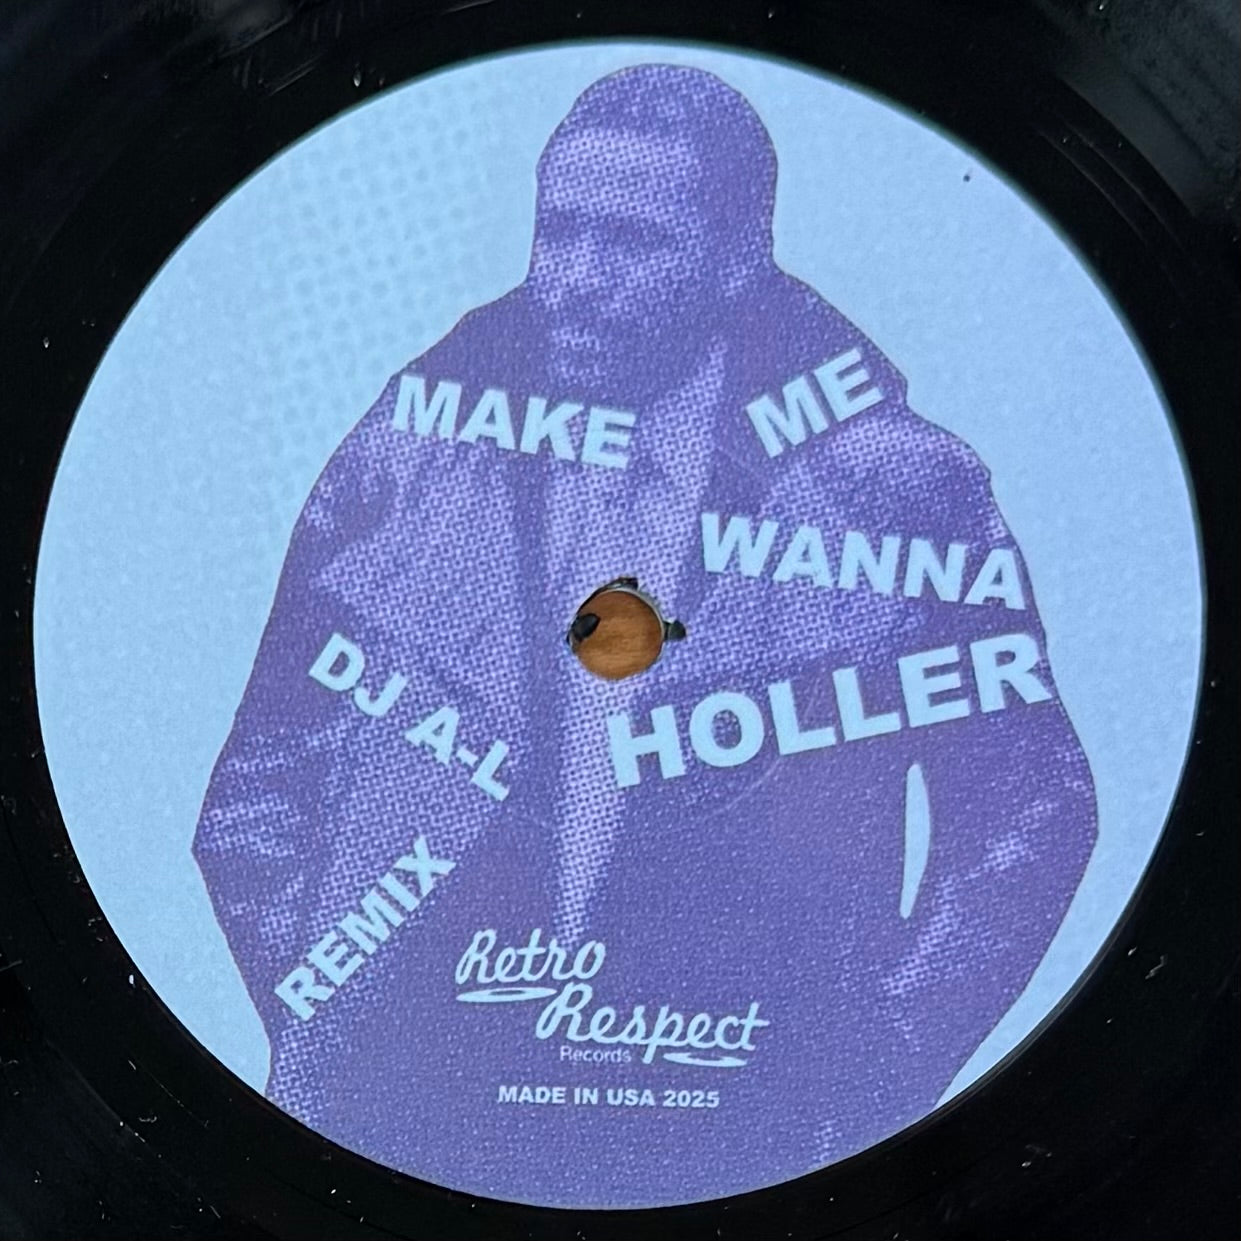 MAKE ME
WANNA
HOLLER
DJ A-L
REMIX
Retro
Respect
Records
MADE IN USA 2025